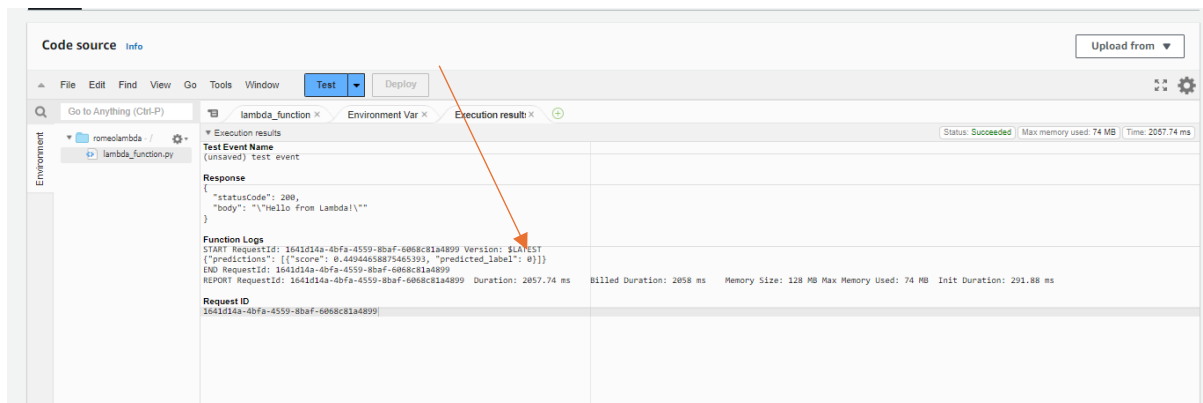 Code source Info
Upload from ▼
File Edit Find View Go Tools Window Test Deploy
Go to Anything (Ctrl-P)
lambda_function × Environment Var × Execution result: ×
Environment
romeolambda - /
lambda_function.py
▼ Execution results
Status: Succeeded Max memory used: 74 MB Time: 2057.74 ms
Test Event Name
(unsaved) test event
Response
{
"statusCode": 200,
"body": "\"Hello from Lambda!\""
}
Function Logs
START RequestId: 1641d14a-4bfa-4559-8baf-6068c81a4899 Version: $LATEST
{"predictions": [{"score": 0.44944658875465393, "predicted_label": 0}]}
END RequestId: 1641d14a-4bfa-4559-8baf-6068c81a4899
REPORT RequestId: 1641d14a-4bfa-4559-8baf-6068c81a4899 Duration: 2057.74 ms Billed Duration: 2058 ms Memory Size: 128 MB Max Memory Used: 74 MB Init Duration: 291.88 ms
Request ID
1641d14a-4bfa-4559-8baf-6068c81a4899